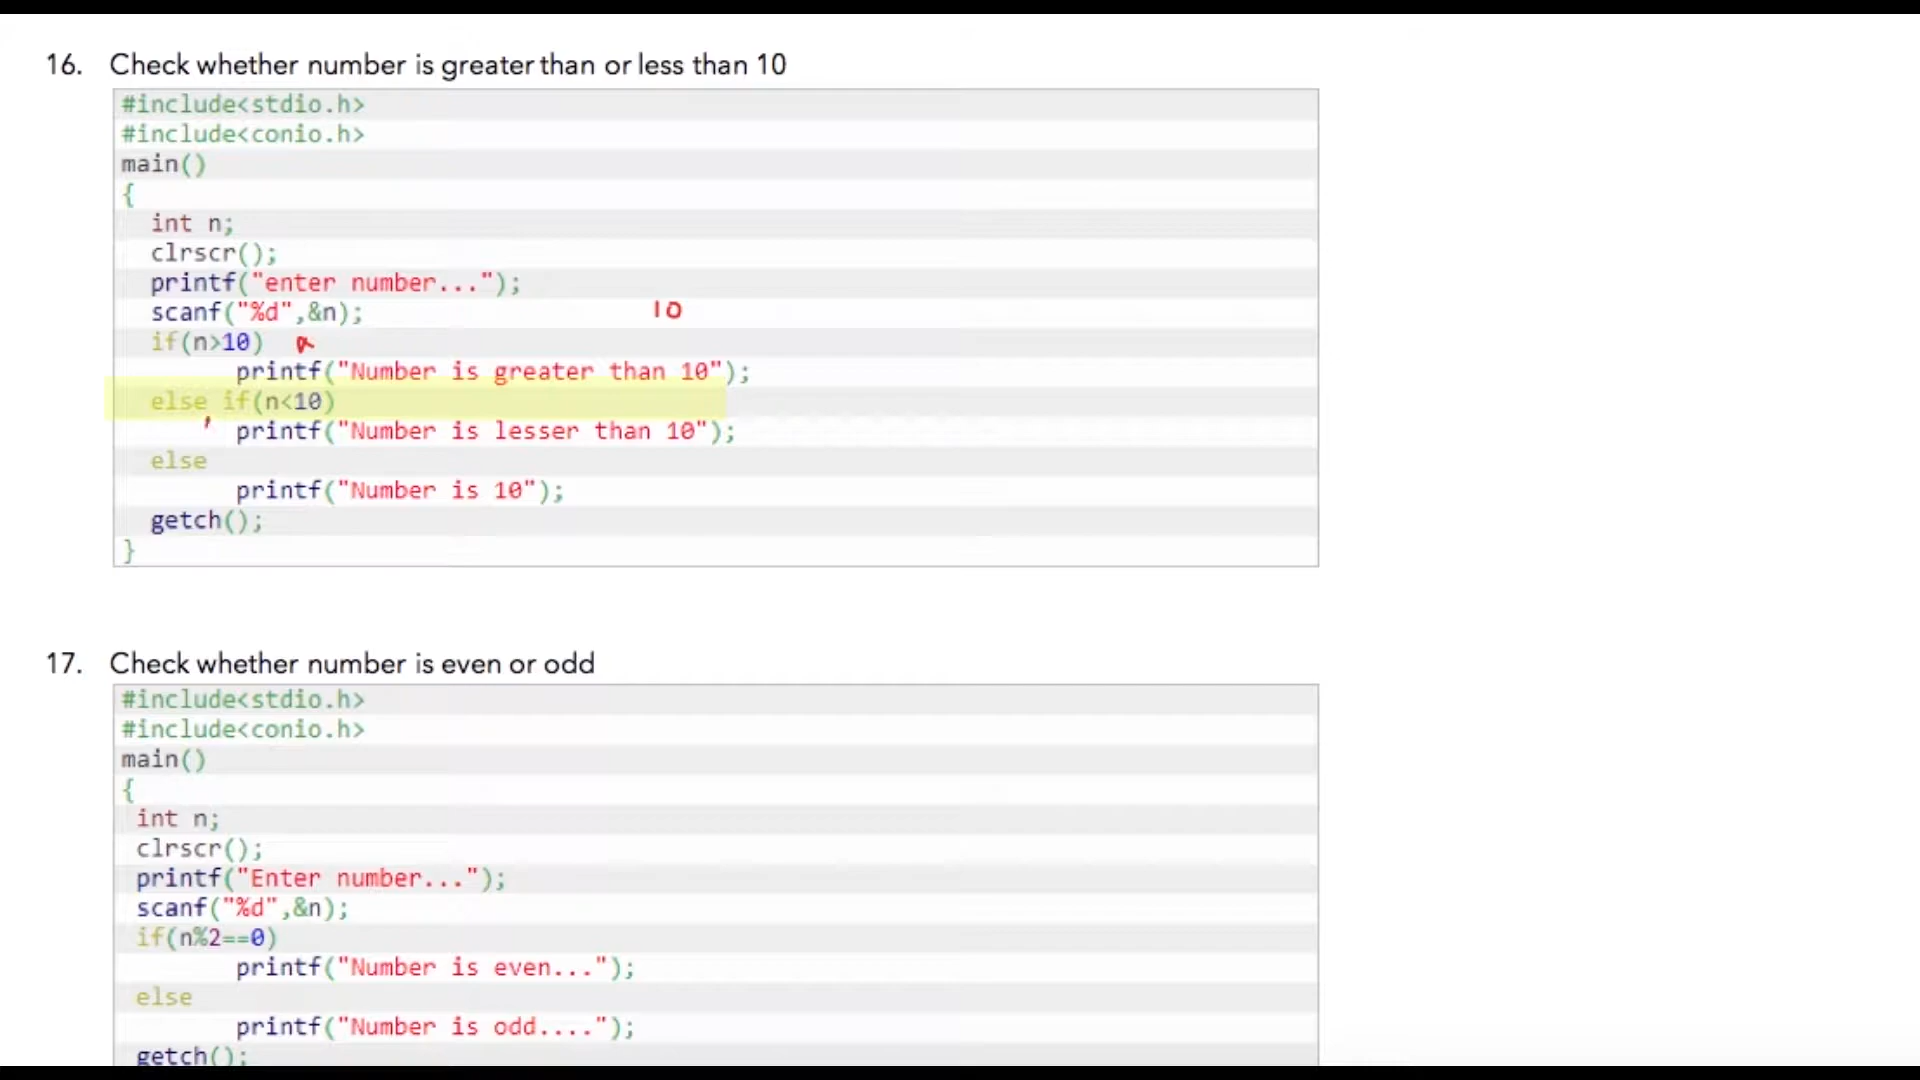 16. Check whether number is greater than or less than 10
#include<stdio.h>
#include<conio.h>
main()
{
int n;
clrscr();
printf("enter number...");
scanf("%d",&n); 10
if(n>10)
printf("Number is greater than 10");
else if(n<10)
printf("Number is lesser than 10");
else
printf("Number is 10");
getch();
}
17. Check whether number is even or odd
#include<stdio.h>
#include<conio.h>
main()
{
int n;
clrscr();
printf("Enter number...");
scanf("%d",&n);
if(n%2==0)
printf("Number is even...");
else
printf("Number is odd....");
getch();